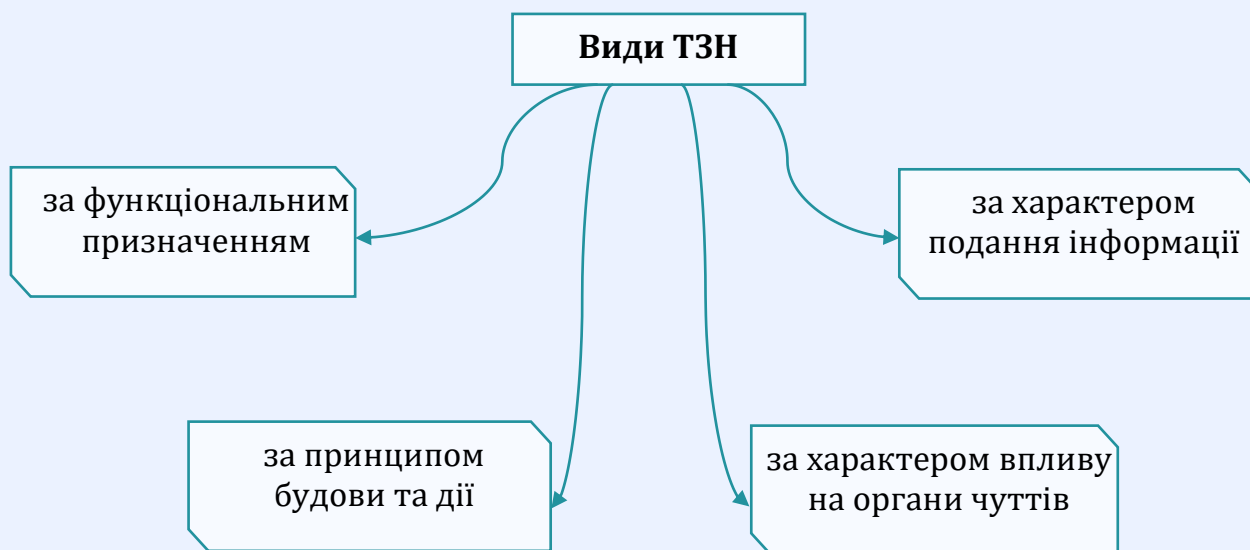 Види ТЗН
за функціональним
призначенням
за характером
подання інформації
за принципом
будови та дії
за характером впливу
на органи чуттів